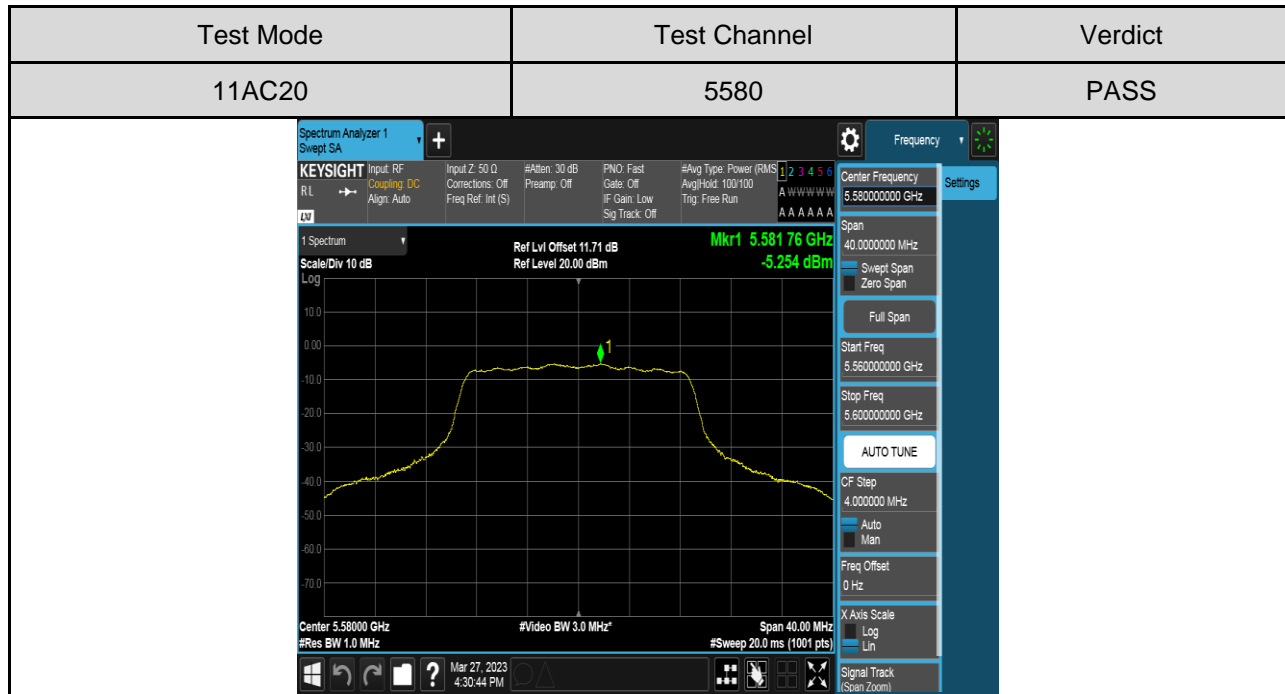 Test Mode Test Channel Verdict
11AC20 5580 PASS
Spectrum Analyzer 1
Swept SA
+
Frequency
KEYSIGHT Input: RF Input Z: 50 Ω #Atten: 30 dB PNO: Fast #Avg Type: Power (RMS 1 2 3 4 5 6
RL Coupling: DC Corrections: Off Preamp: Off Gate: Off Avg|Hold: 100/100 A W W W W W
Align: Auto Freq Ref: Int (S) IF Gain: Low Trig: Free Run
LXI Sig Track: Off A A A A A A
1 Spectrum Ref Lvl Offset 11.71 dB Mkr1 5.581 76 GHz
Scale/Div 10 dB Ref Level 20.00 dBm -5.254 dBm
Log
10.0
0.00
1
-10.0
-20.0
-30.0
-40.0
-50.0
-60.0
-70.0
Center 5.58000 GHz #Video BW 3.0 MHz* Span 40.00 MHz
#Res BW 1.0 MHz #Sweep 20.0 ms (1001 pts)
? Mar 27, 2023
4:30:44 PM
Center Frequency
5.580000000 GHz
Settings
Span
40.0000000 MHz
Swept Span
Zero Span
Full Span
Start Freq
5.560000000 GHz
Stop Freq
5.600000000 GHz
AUTO TUNE
CF Step
4.000000 MHz
Auto
Man
Freq Offset
0 Hz
X Axis Scale
Log
Lin
Signal Track
(Span Zoom)